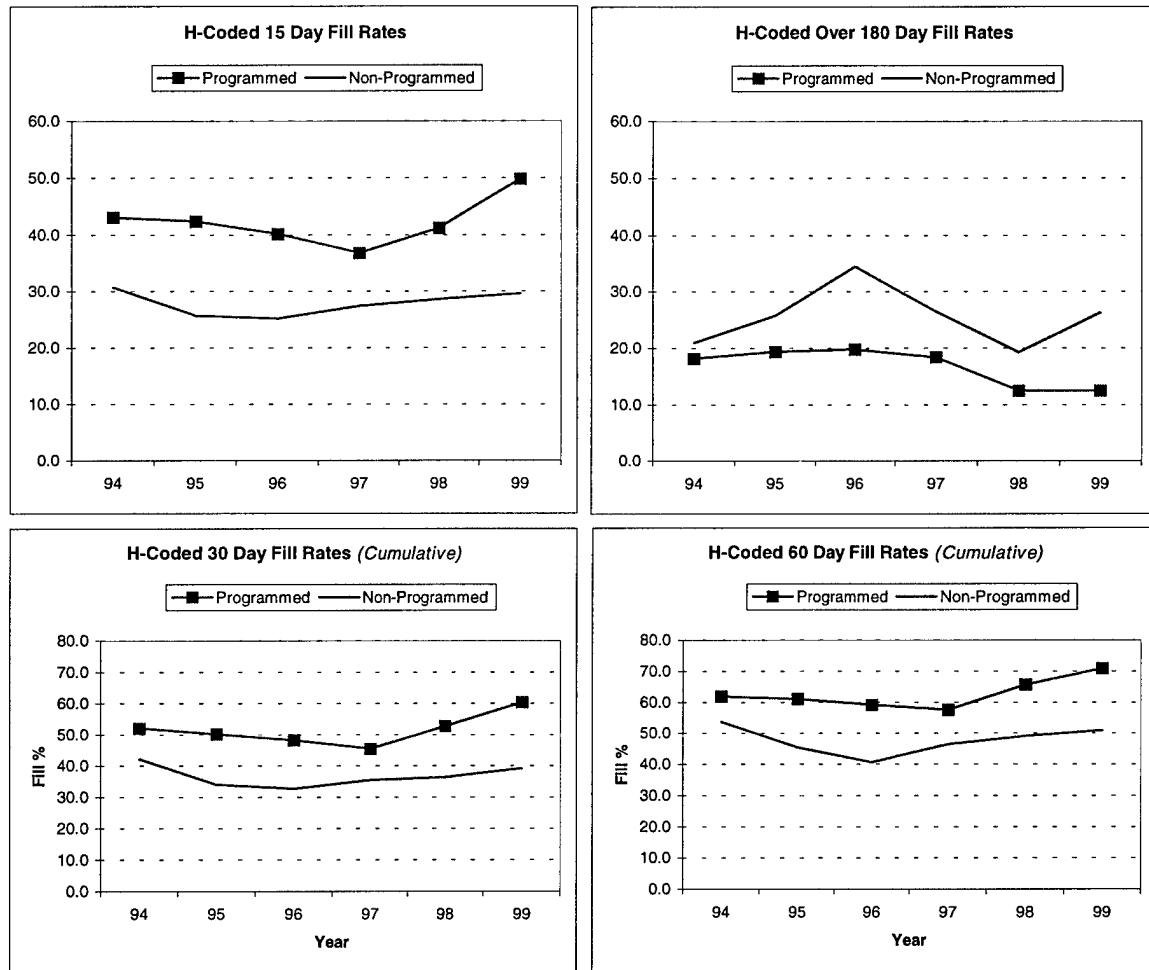 H-Coded 15 Day Fill Rates
Programmed Non-Programmed
60.0
50.0
40.0
30.0
20.0
10.0
0.0
94 95 96 97 98 99
H-Coded Over 180 Day Fill Rates
Programmed Non-Programmed
60.0
50.0
40.0
30.0
20.0
10.0
0.0
94 95 96 97 98 99
H-Coded 30 Day Fill Rates (Cumulative)
Programmed Non-Programmed
Fill %
80.0
70.0
60.0
50.0
40.0
30.0
20.0
10.0
0.0
94 95 96 97 98 99
Year
H-Coded 60 Day Fill Rates (Cumulative)
Programmed Non-Programmed
Fill %
80.0
70.0
60.0
50.0
40.0
30.0
20.0
10.0
0.0
94 95 96 97 98 99
Year